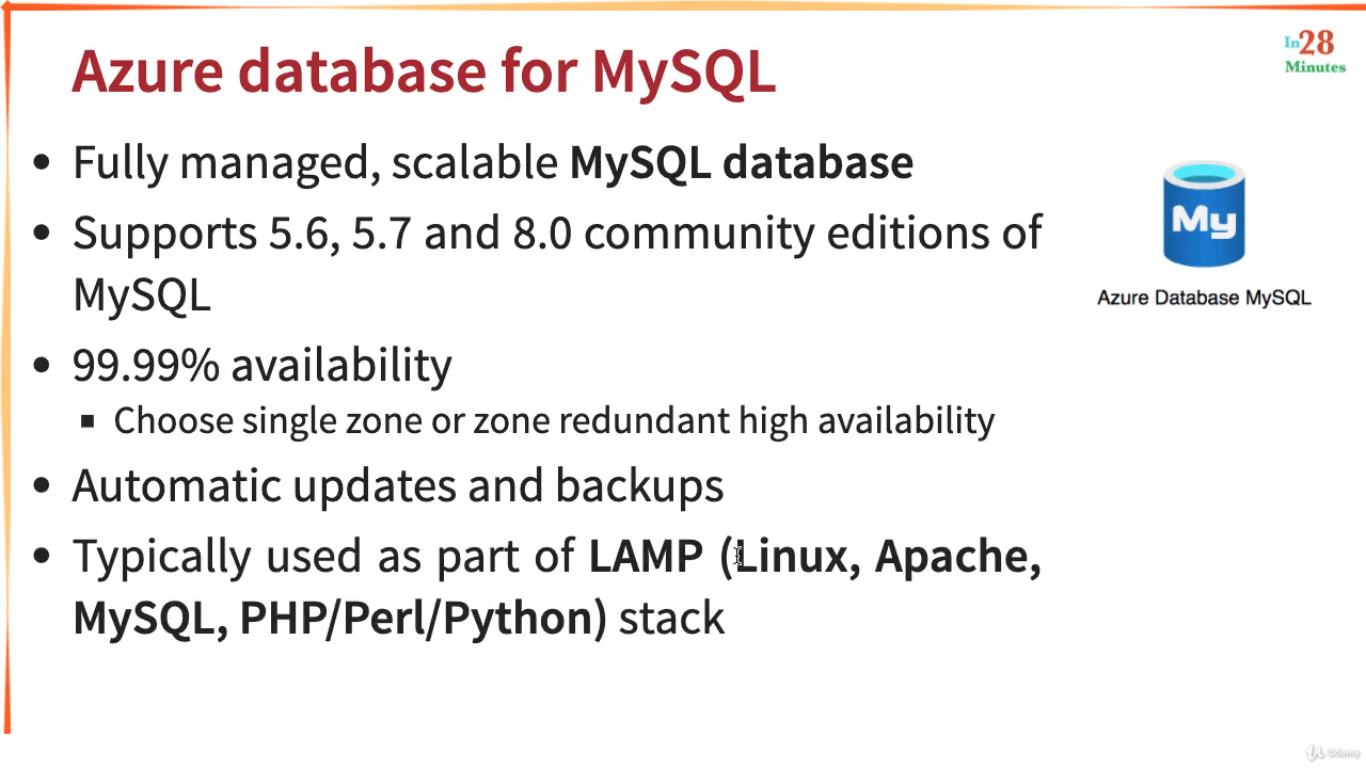 Azure database for MySQL
In28
Minutes
• Fully managed, scalable MySQL database
• Supports 5.6, 5.7 and 8.0 community editions of
MySQL
My
Azure Database MySQL
• 99.99% availability
▪ Choose single zone or zone redundant high availability
• Automatic updates and backups
• Typically used as part of LAMP (Linux, Apache,
MySQL, PHP/Perl/Python) stack
Udemy